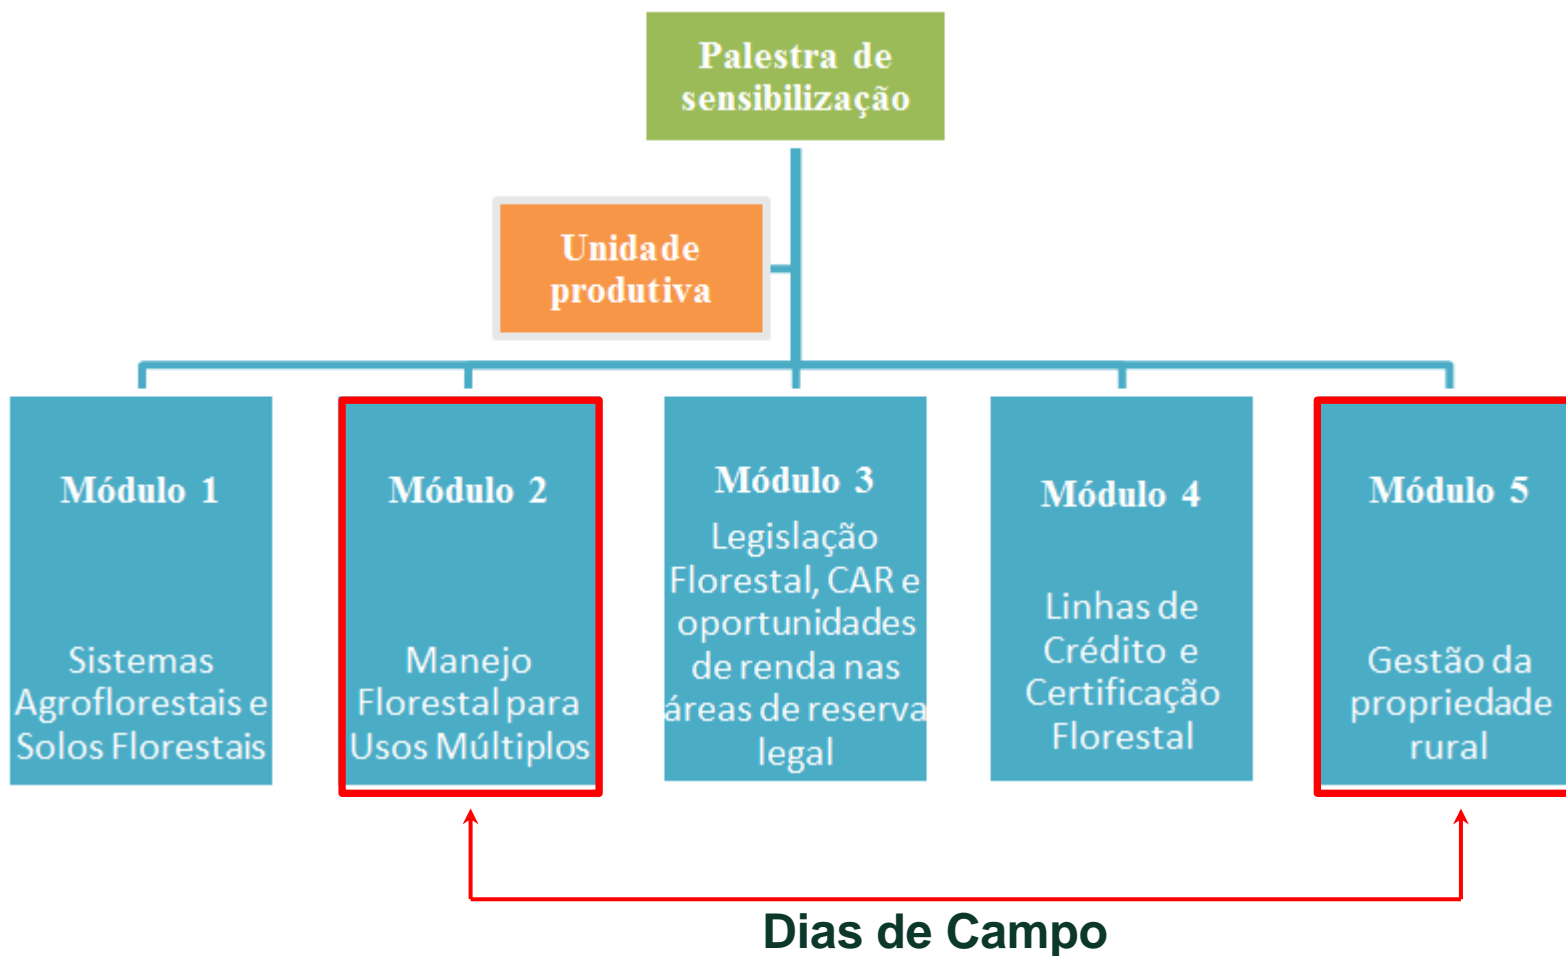 Palestra de
sensibilização
Unidade
produtiva
Módulo 1
Sistemas
Agroflorestais e
Solos Florestais
Módulo 2
Manejo
Florestal para
Usos Múltiplos
Módulo 3
Legislação
Florestal, CAR e
oportunidades
de renda nas
áreas de reserva
legal
Módulo 4
Linhas de
Crédito e
Certificação
Florestal
Módulo 5
Gestão da
propriedade
rural
Dias de Campo